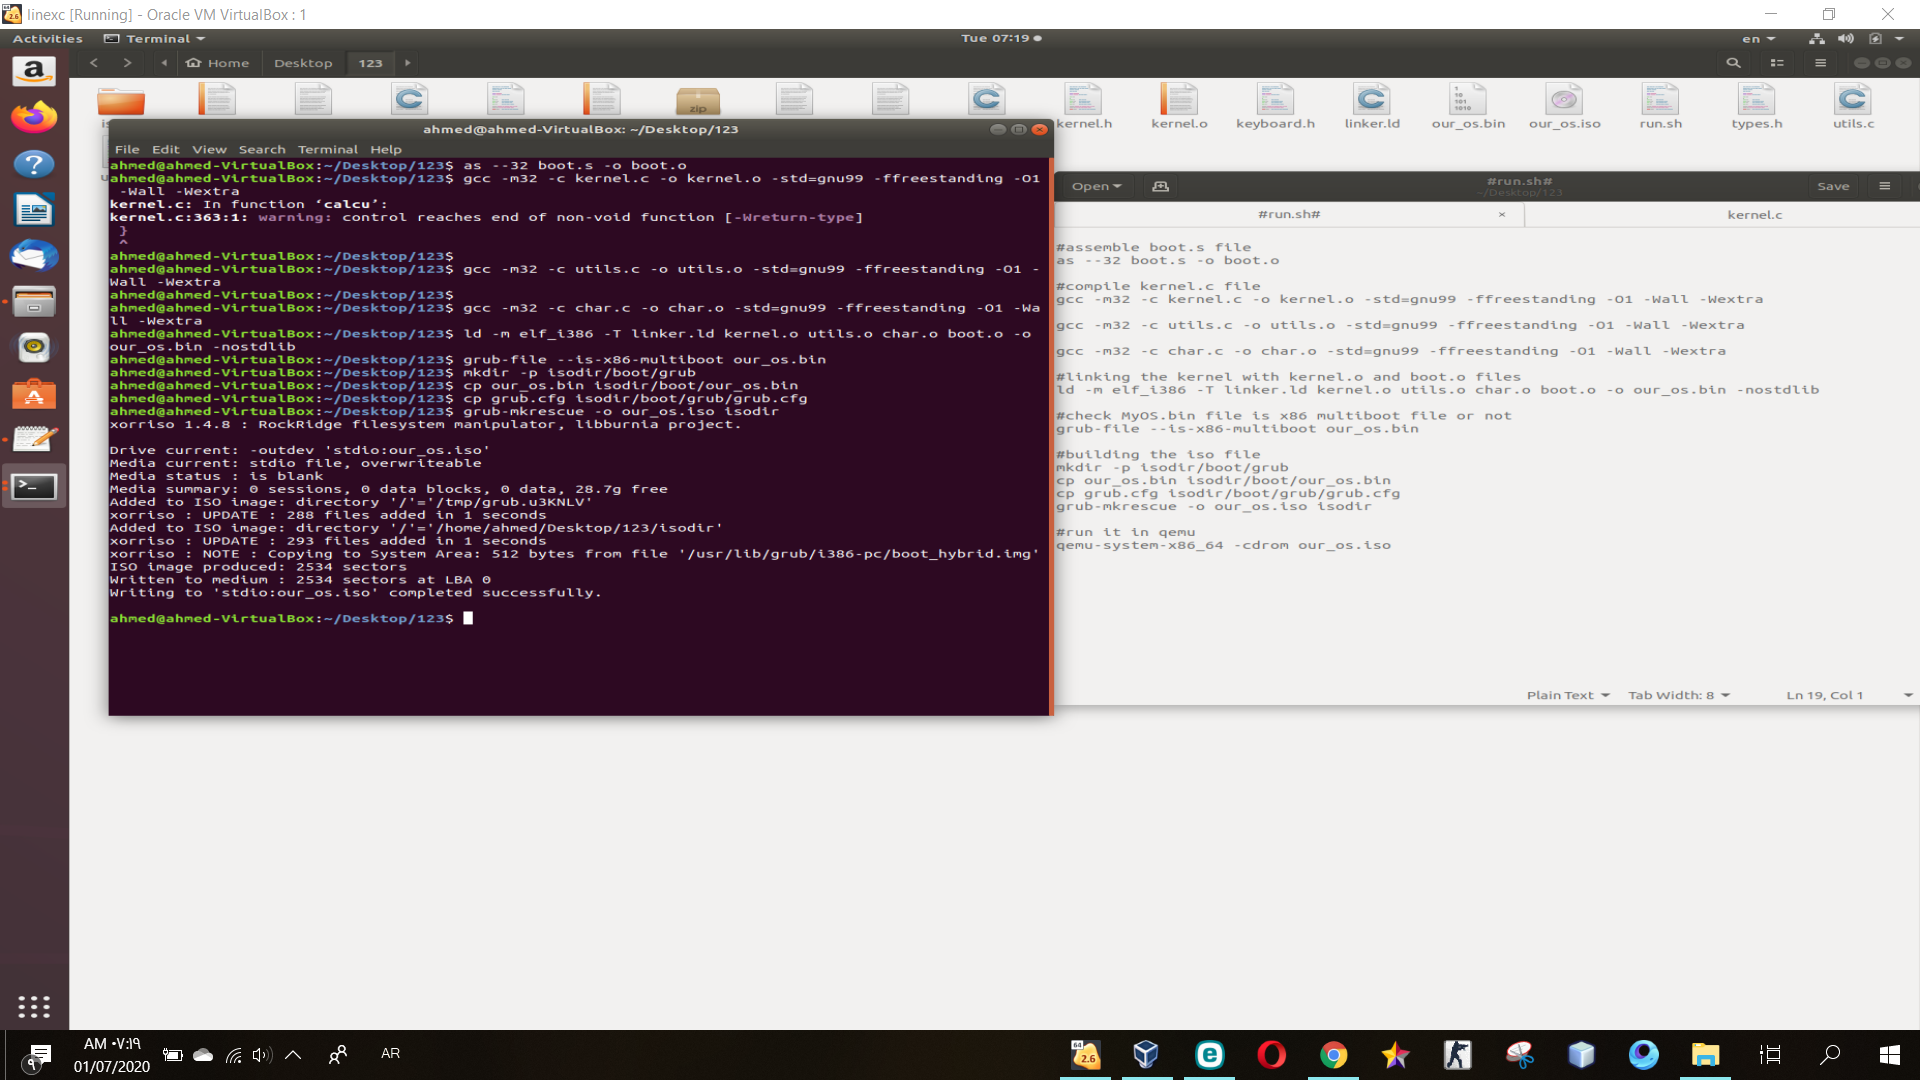 linexc [Running] - Oracle VM VirtualBox : 1
Activities
Terminal
Tue 07:19
en
Home
Desktop
123
zip
kernel.h
kernel.o
keyboard.h
linker.ld
our_os.bin
our_os.iso
run.sh
types.h
utils.c
ahmed@ahmed-VirtualBox: ~/Desktop/123
File Edit View Search Terminal Help
ahmed@ahmed-VirtualBox:~/Desktop/123$ as --32 boot.s -o boot.o
ahmed@ahmed-VirtualBox:~/Desktop/123$ gcc -m32 -c kernel.c -o kernel.o -std=gnu99 -ffreestanding -O1
-Wall -Wextra
kernel.c: In function ‘calcu’:
kernel.c:363:1: warning: control reaches end of non-void function [-Wreturn-type]
}
^
ahmed@ahmed-VirtualBox:~/Desktop/123$
ahmed@ahmed-VirtualBox:~/Desktop/123$ gcc -m32 -c utils.c -o utils.o -std=gnu99 -ffreestanding -O1 -
Wall -Wextra
ahmed@ahmed-VirtualBox:~/Desktop/123$
ahmed@ahmed-VirtualBox:~/Desktop/123$ gcc -m32 -c char.c -o char.o -std=gnu99 -ffreestanding -O1 -Wa
ll -Wextra
ahmed@ahmed-VirtualBox:~/Desktop/123$ ld -m elf_i386 -T linker.ld kernel.o utils.o char.o boot.o -o
our_os.bin -nostdlib
ahmed@ahmed-VirtualBox:~/Desktop/123$ grub-file --is-x86-multiboot our_os.bin
ahmed@ahmed-VirtualBox:~/Desktop/123$ mkdir -p isodir/boot/grub
ahmed@ahmed-VirtualBox:~/Desktop/123$ cp our_os.bin isodir/boot/our_os.bin
ahmed@ahmed-VirtualBox:~/Desktop/123$ cp grub.cfg isodir/boot/grub/grub.cfg
ahmed@ahmed-VirtualBox:~/Desktop/123$ grub-mkrescue -o our_os.iso isodir
xorriso 1.4.8 : RockRidge filesystem manipulator, libburnia project.
Drive current: -outdev 'stdio:our_os.iso'
Media current: stdio file, overwriteable
Media status : is blank
Media summary: 0 sessions, 0 data blocks, 0 data, 28.7g free
Added to ISO image: directory '/'='/tmp/grub.u3KNLV'
xorriso : UPDATE : 288 files added in 1 seconds
Added to ISO image: directory '/'='/home/ahmed/Desktop/123/isodir'
xorriso : UPDATE : 293 files added in 1 seconds
xorriso : NOTE : Copying to System Area: 512 bytes from file '/usr/lib/grub/i386-pc/boot_hybrid.img'
ISO image produced: 2534 sectors
Written to medium : 2534 sectors at LBA 0
Writing to 'stdio:our_os.iso' completed successfully.
ahmed@ahmed-VirtualBox:~/Desktop/123$
Open
#run.sh#
~/Desktop/123
Save
#run.sh#
kernel.c
#assemble boot.s file
as --32 boot.s -o boot.o
#compile kernel.c file
gcc -m32 -c kernel.c -o kernel.o -std=gnu99 -ffreestanding -O1 -Wall -Wextra
gcc -m32 -c utils.c -o utils.o -std=gnu99 -ffreestanding -O1 -Wall -Wextra
gcc -m32 -c char.c -o char.o -std=gnu99 -ffreestanding -O1 -Wall -Wextra
#linking the kernel with kernel.o and boot.o files
ld -m elf_i386 -T linker.ld kernel.o utils.o char.o boot.o -o our_os.bin -nostdlib
#check MyOS.bin file is x86 multiboot file or not
grub-file --is-x86-multiboot our_os.bin
#building the iso file
mkdir -p isodir/boot/grub
cp our_os.bin isodir/boot/our_os.bin
cp grub.cfg isodir/boot/grub/grub.cfg
grub-mkrescue -o our_os.iso isodir
#run it in qemu
qemu-system-x86_64 -cdrom our_os.iso
Plain Text
Tab Width: 8
Ln 19, Col 1
AM ٠٧:١٩
01/07/2020
AR
64
2.6